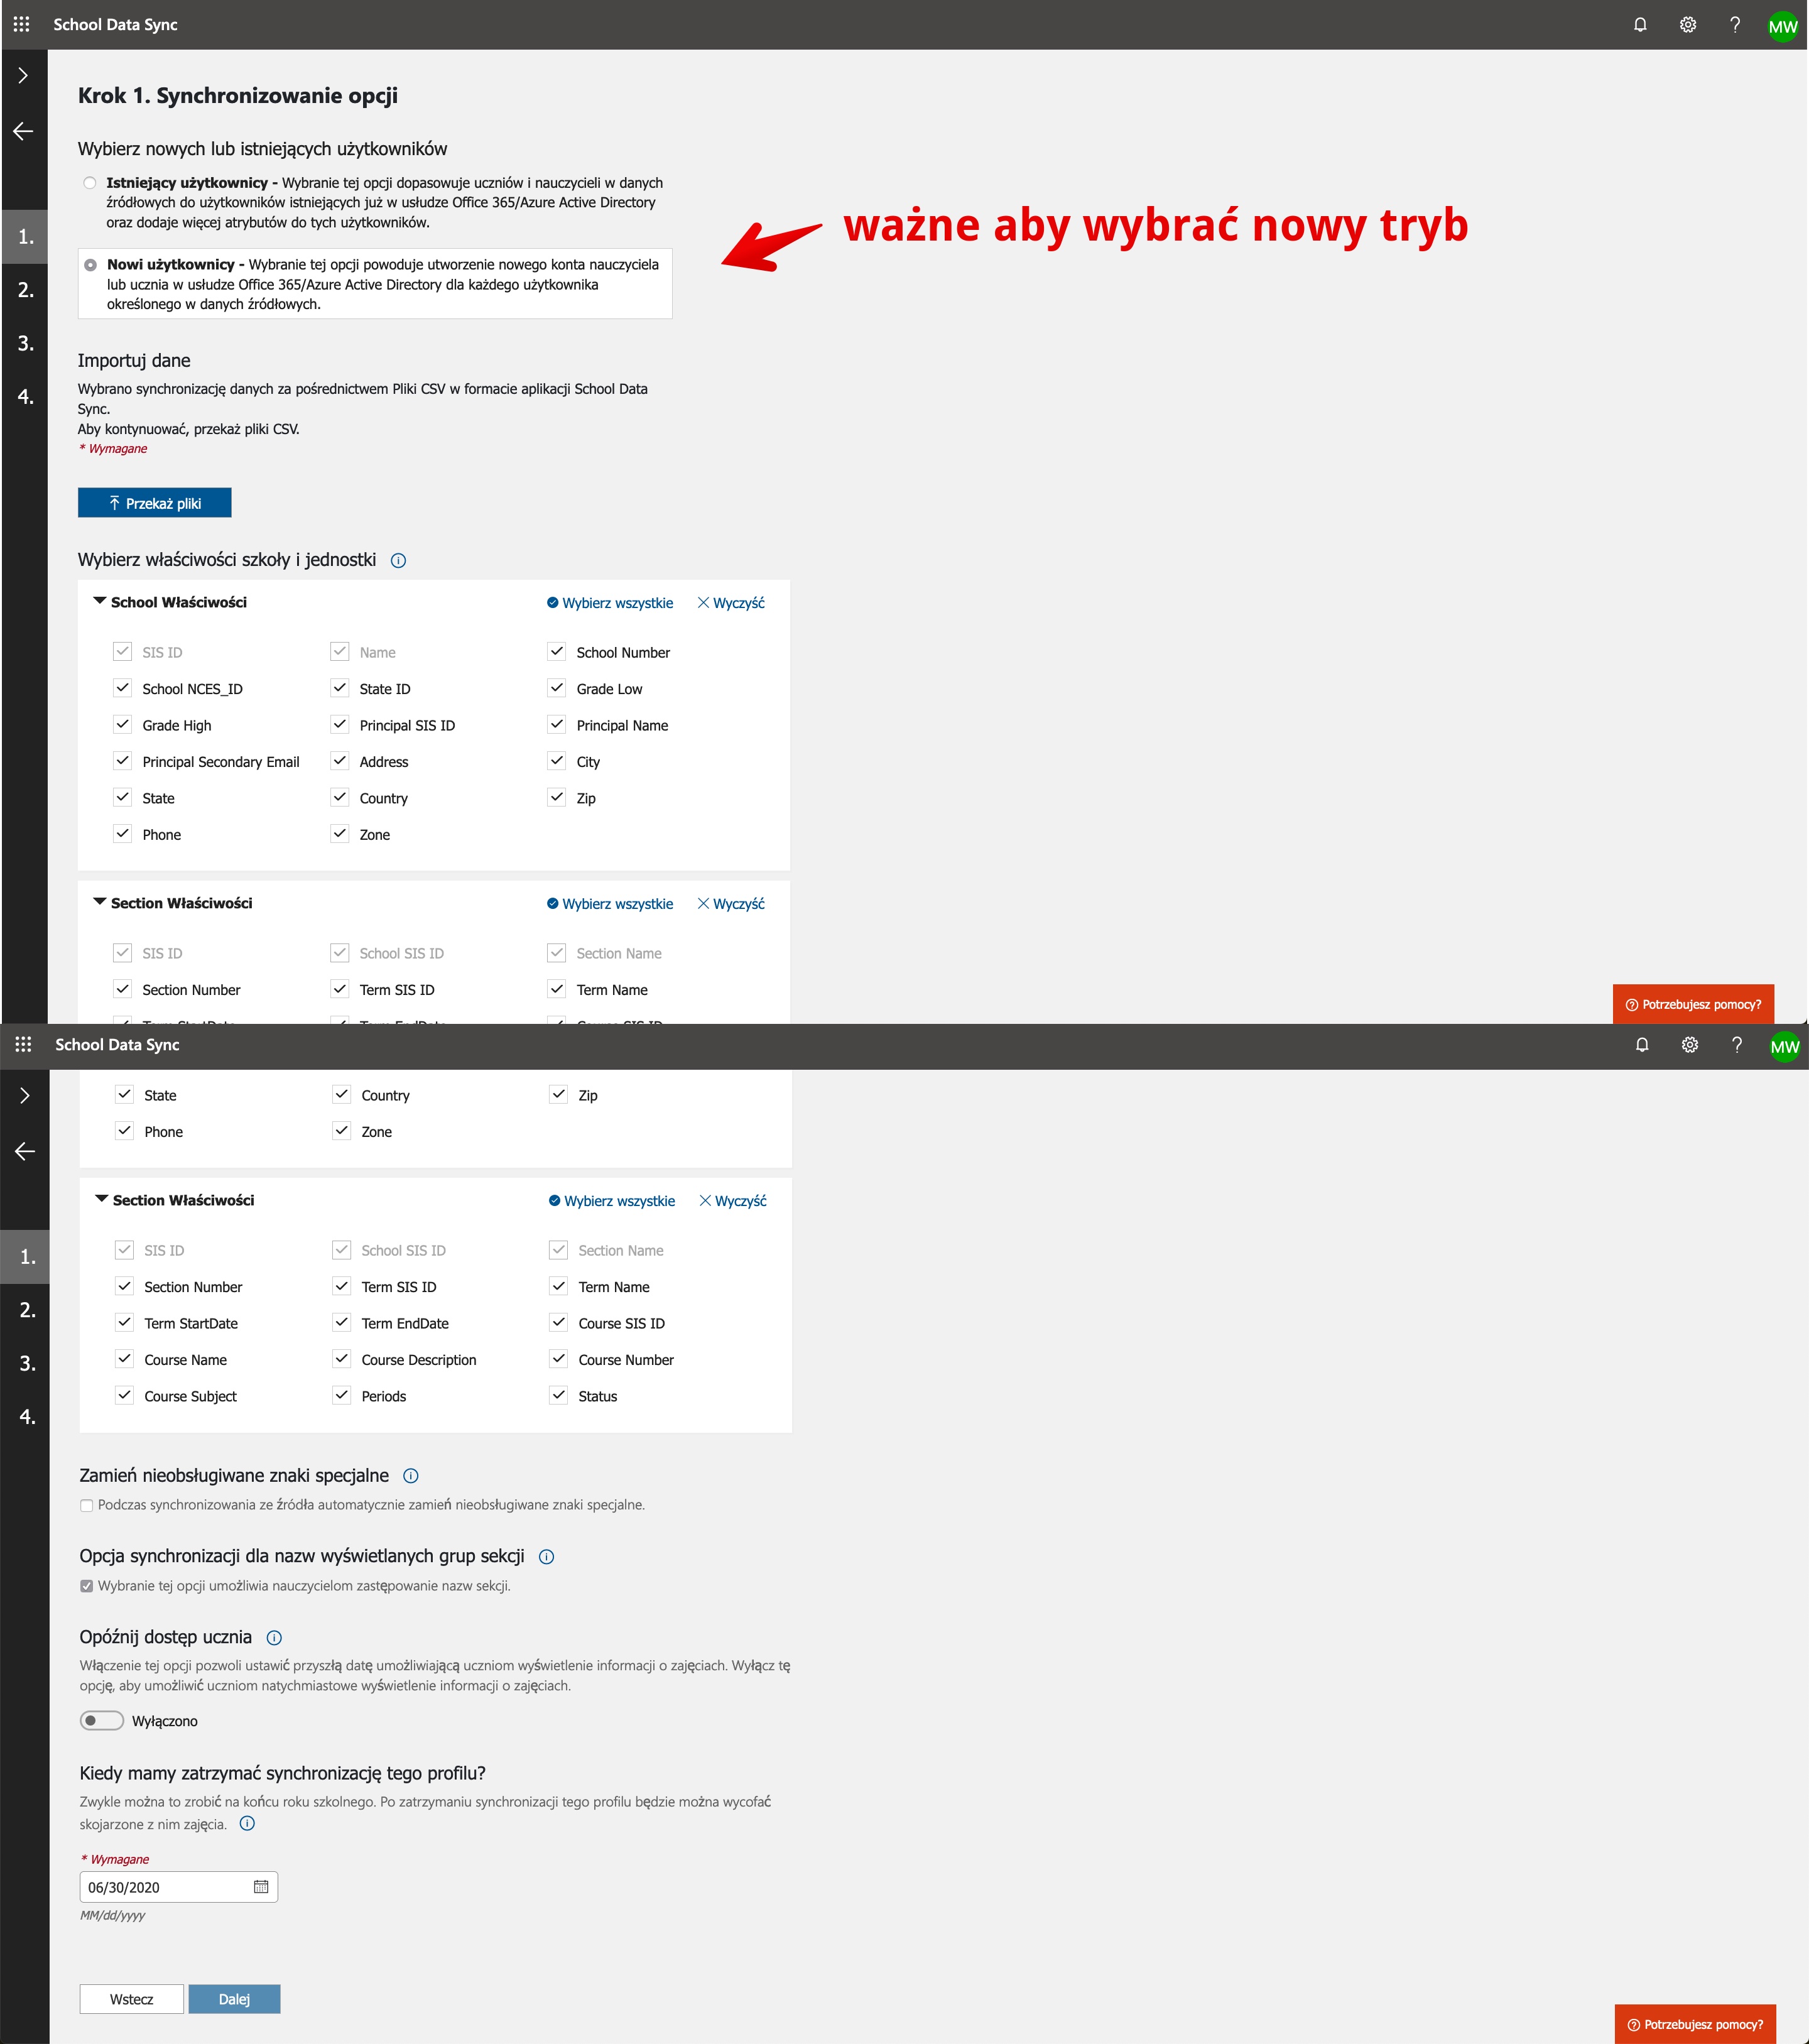 School Data Sync
MW
Krok 1. Synchronizowanie opcji
Wybierz nowych lub istniejących użytkowników
Istniejący użytkownicy - Wybranie tej opcji dopasowuje uczniów i nauczycieli w danych
źródłowych do użytkowników istniejących już w usłudze Office 365/Azure Active Directory
oraz dodaje więcej atrybutów do tych użytkowników.
ważne aby wybrać nowy tryb
1.
Nowi użytkownicy - Wybranie tej opcji powoduje utworzenie nowego konta nauczyciela
lub ucznia w usłudze Office 365/Azure Active Directory dla każdego użytkownika
określonego w danych źródłowych.
2.
3.
4.
Importuj dane
Wybrano synchronizację danych za pośrednictwem Pliki CSV w formacie aplikacji School Data
Sync.
Aby kontynuować, przekaż pliki CSV.
* Wymagane
Przekaż pliki
Wybierz właściwości szkoły i jednostki
School Właściwości Wybierz wszystkie Wyczyść
SIS ID Name School Number
School NCES_ID State ID Grade Low
Grade High Principal SIS ID Principal Name
Principal Secondary Email Address City
State Country Zip
Phone Zone
Section Właściwości Wybierz wszystkie Wyczyść
SIS ID School SIS ID Section Name
Section Number Term SIS ID Term Name
Term StartDate Term EndDate Course SIS ID
Potrzebujesz pomocy?
School Data Sync
MW
State Country Zip
Phone Zone
Section Właściwości Wybierz wszystkie Wyczyść
1.
2.
3.
4.
SIS ID School SIS ID Section Name
Section Number Term SIS ID Term Name
Term StartDate Term EndDate Course SIS ID
Course Name Course Description Course Number
Course Subject Periods Status
Zamień nieobsługiwane znaki specjalne
Podczas synchronizowania ze źródła automatycznie zamień nieobsługiwane znaki specjalne.
Opcja synchronizacji dla nazw wyświetlanych grup sekcji
Wybranie tej opcji umożliwia nauczycielom zastępowanie nazw sekcji.
Opóźnij dostęp ucznia
Włączenie tej opcji pozwoli ustawić przyszłą datę umożliwiającą uczniom wyświetlenie informacji o zajęciach. Wyłącz tę
opcję, aby umożliwić uczniom natychmiastowe wyświetlenie informacji o zajęciach.
Wyłączono
Kiedy mamy zatrzymać synchronizację tego profilu?
Zwykle można to zrobić na końcu roku szkolnego. Po zatrzymaniu synchronizacji tego profilu będzie można wycofać
skojarzone z nim zajęcia.
* Wymagane
06/30/2020
MM/dd/yyyy
Wstecz Dalej
Potrzebujesz pomocy?